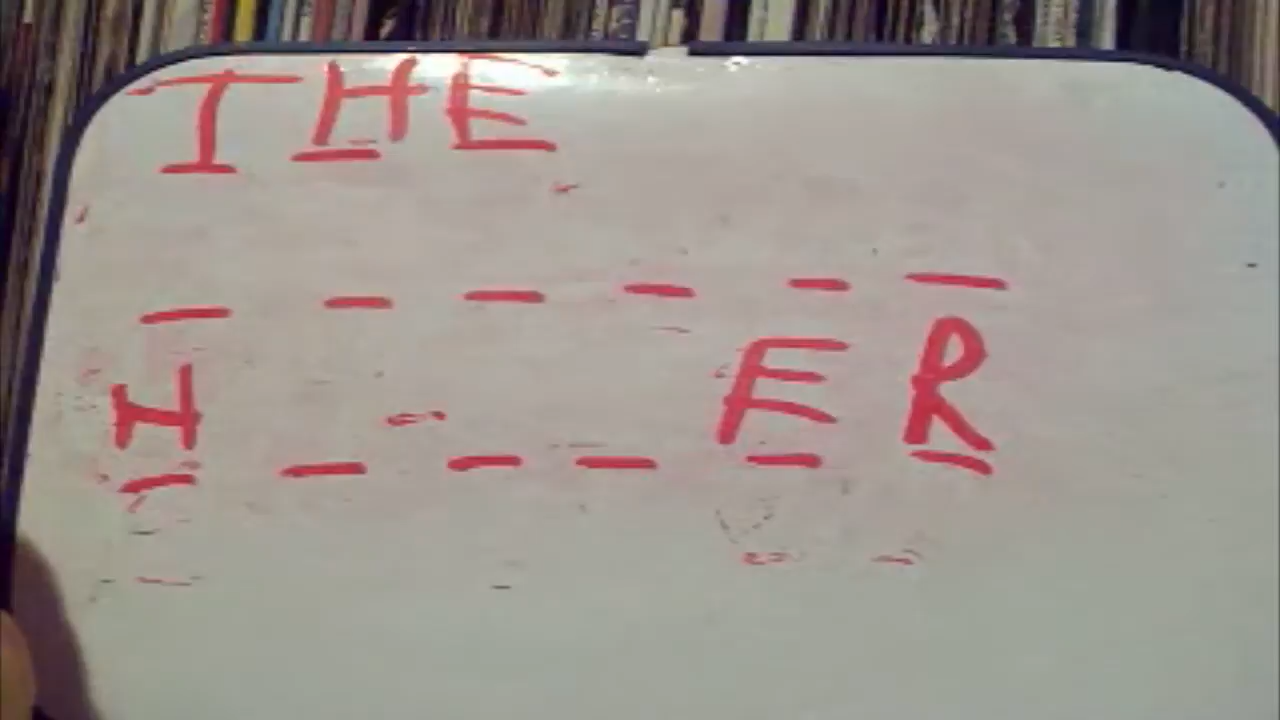 THE
_ _ _ _ _ _
H _ _ _ E R